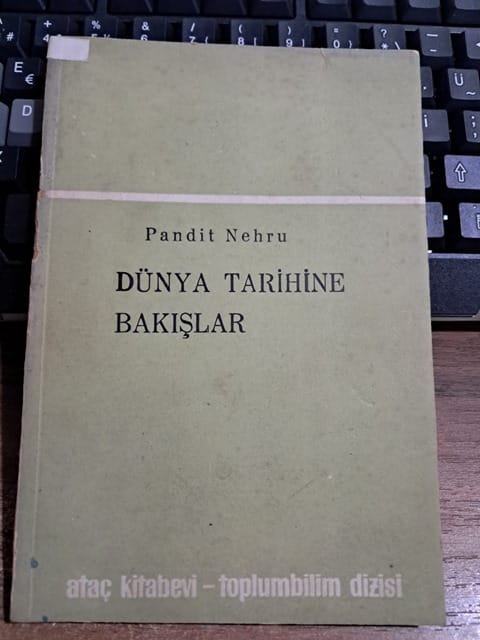 Pandit Nehru
DÜNYA TARİHİNE
BAKIŞLAR
ataç kitabevi – toplumbilim dizisi